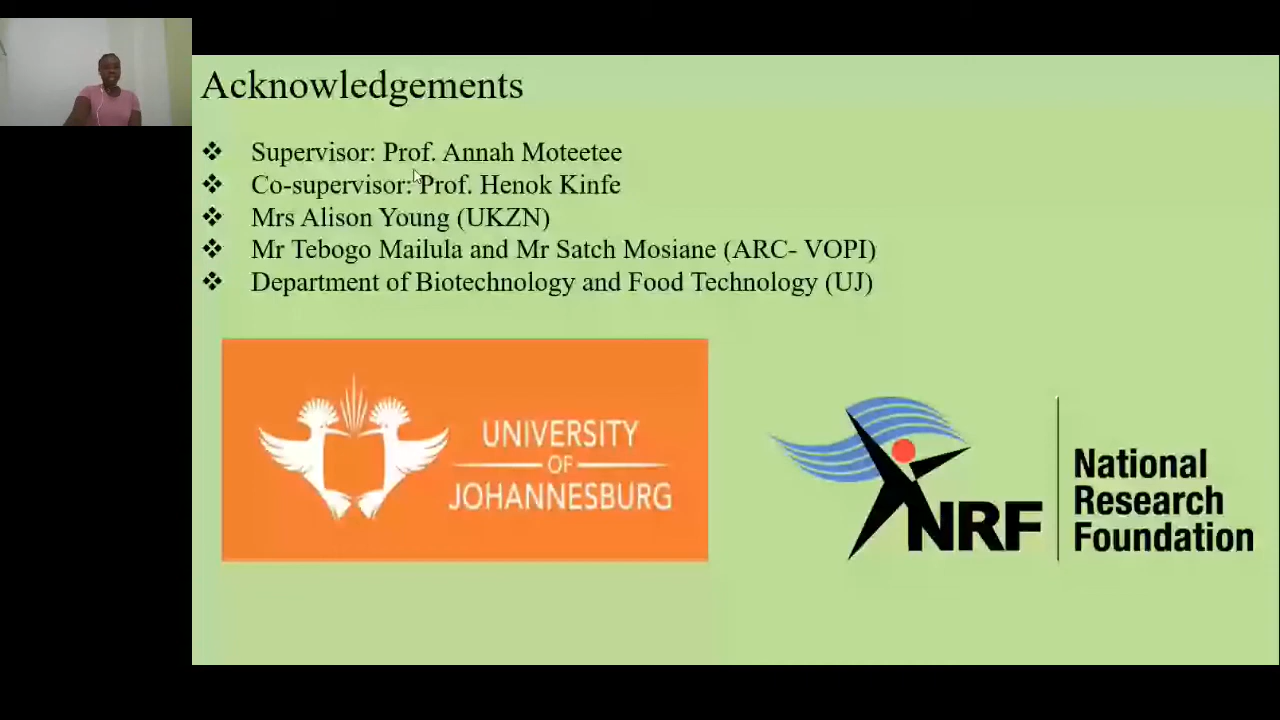 Acknowledgements
❖ Supervisor: Prof. Annah Moteetee
❖ Co-supervisor: Prof. Henok Kinfe
❖ Mrs Alison Young (UKZN)
❖ Mr Tebogo Mailula and Mr Satch Mosiane (ARC- VOPI)
❖ Department of Biotechnology and Food Technology (UJ)
UNIVERSITY
OF
JOHANNESBURG
NRF
National
Research
Foundation